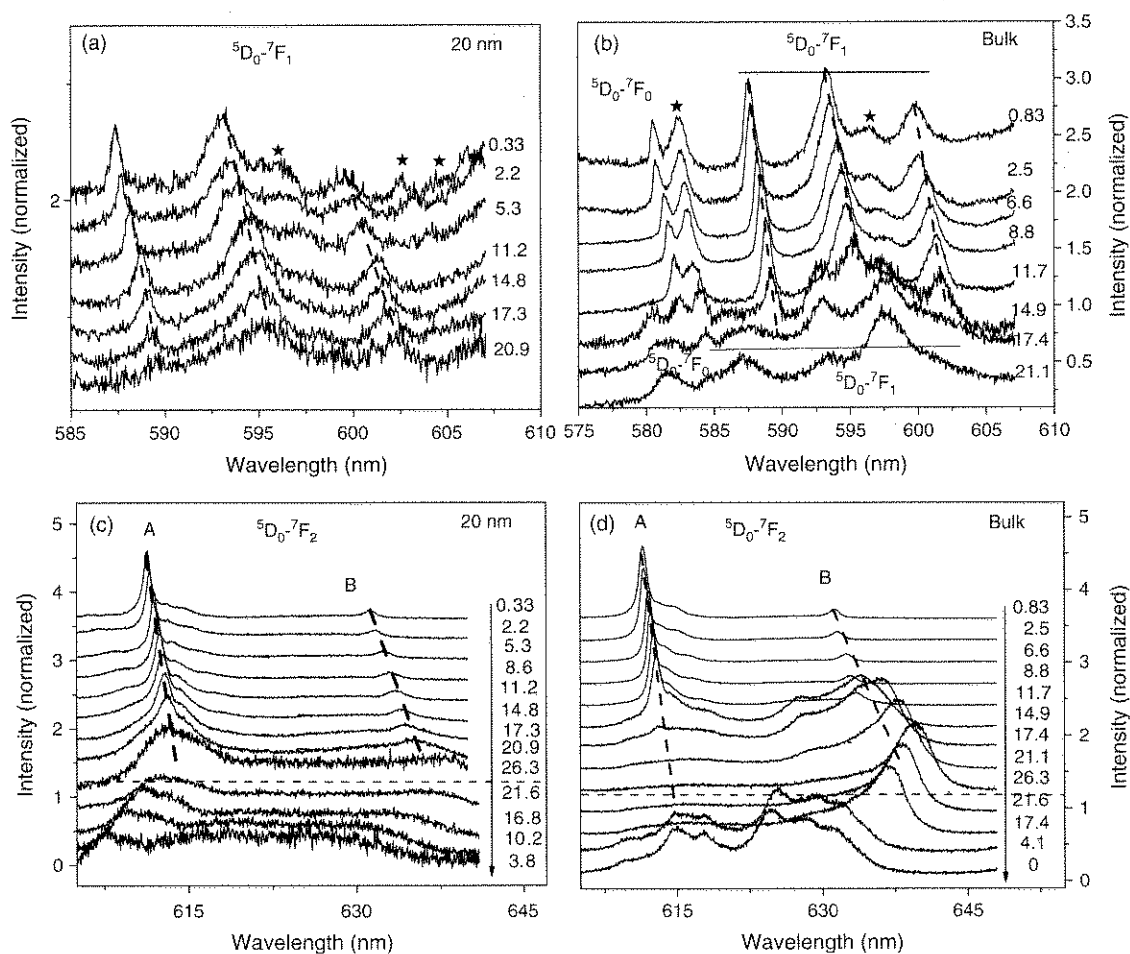 (a)
⁵D₀-⁷F₁
20 nm
0.33
2.2
5.3
11.2
14.8
17.3
20.9
2
Intensity (normalized)
585 590 595 600 605 610
Wavelength (nm)
(b)
⁵D₀-⁷F₁
Bulk
⁵D₀-⁷F₀
0.83
2.5
6.6
8.8
11.7
14.9
17.4
21.1
⁵D₀-⁷F₀
⁵D₀-⁷F₁
3.5
3.0
2.5
2.0
1.5
1.0
0.5
Intensity (normalized)
575 580 585 590 595 600 605 610
Wavelength (nm)
(c)
A
⁵D₀-⁷F₂
20 nm
B
0.33
2.2
5.3
8.6
11.2
14.8
17.3
20.9
26.3
21.6
16.8
10.2
3.8
5
4
3
2
1
0
Intensity (normalized)
615 630 645
Wavelength (nm)
(d)
A
⁵D₀-⁷F₂
Bulk
B
0.83
2.5
6.6
8.8
11.7
14.9
17.4
21.1
26.3
21.6
17.4
4.1
0
5
4
3
2
1
0
Intensity (normalized)
615 630 645
Wavelength (nm)